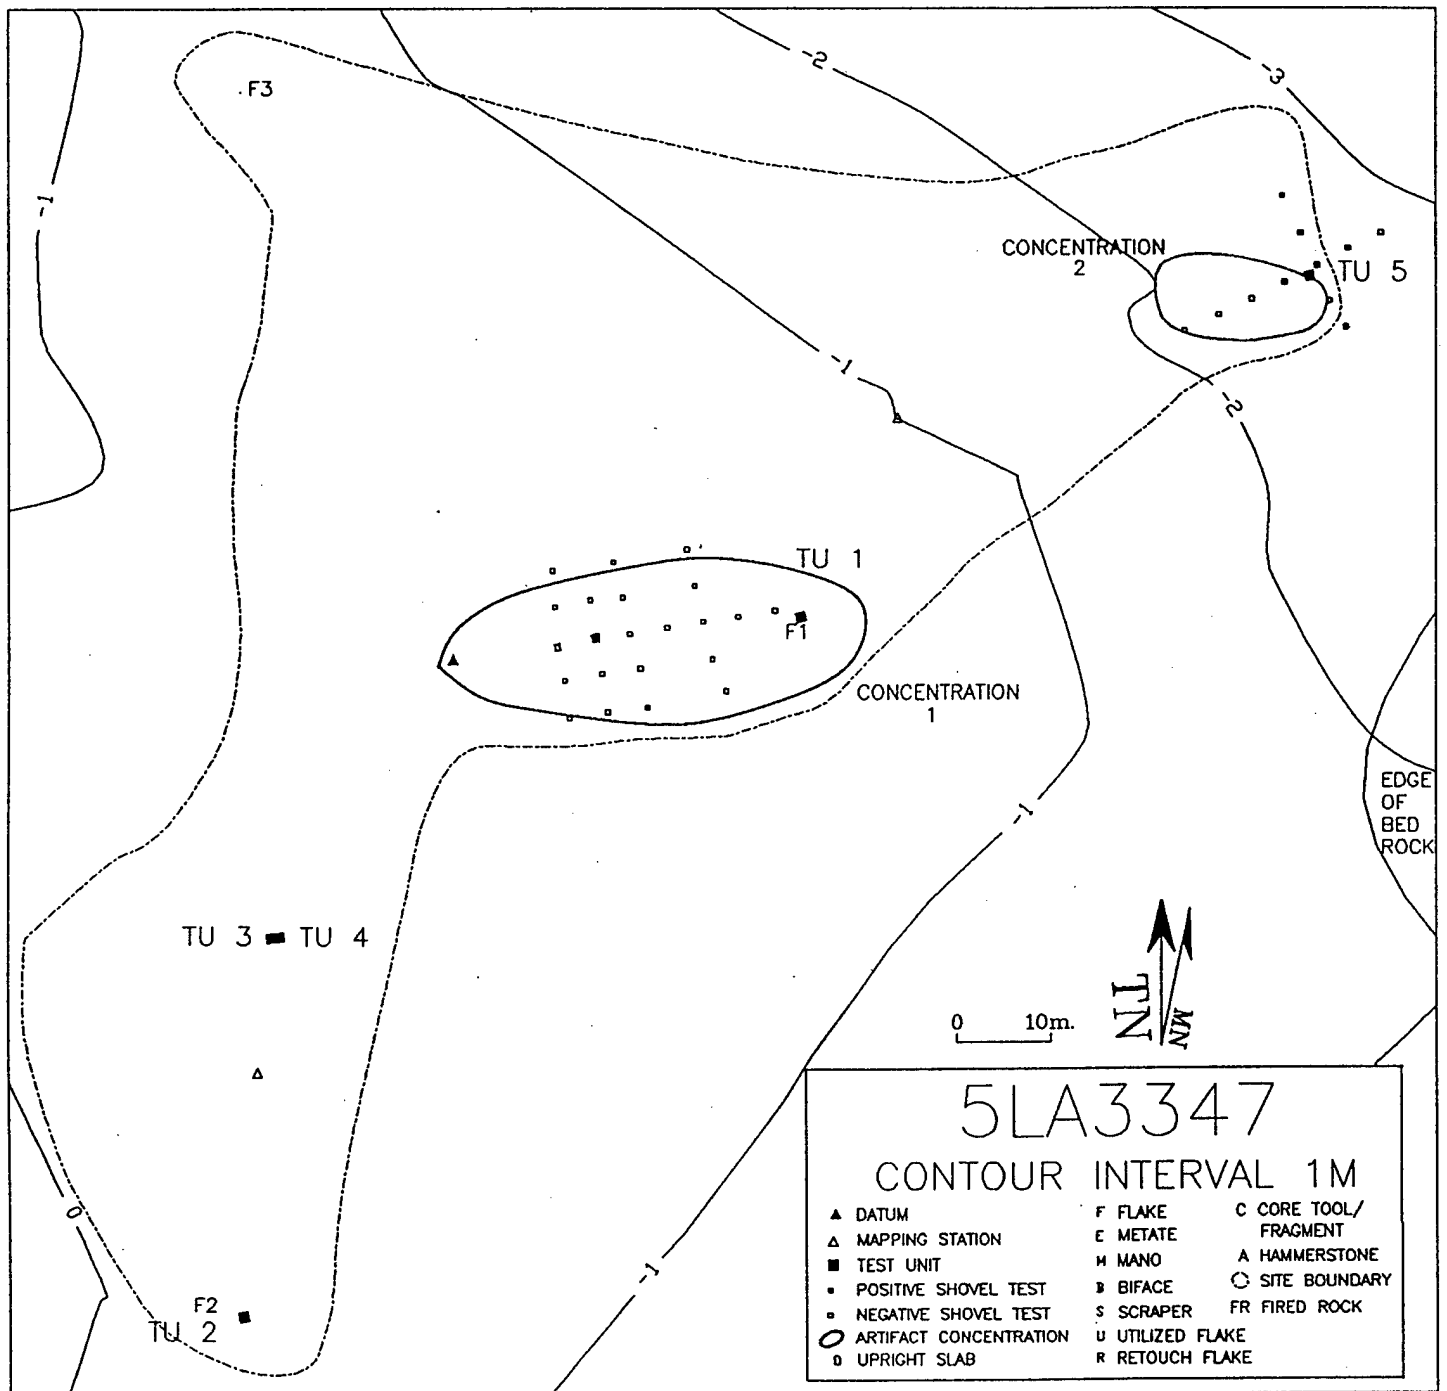 -2
-3
F3
-1
CONCENTRATION
2
TU 5
-1
-2
TU 1
F1
CONCENTRATION
1
EDGE
OF
BED
ROCK
-1
TU 3 TU 4
TN
MN
0 10m.
0
-1
F2
TU 2
5LA3347
CONTOUR INTERVAL 1M
DATUM
MAPPING STATION
TEST UNIT
POSITIVE SHOVEL TEST
NEGATIVE SHOVEL TEST
ARTIFACT CONCENTRATION
UPRIGHT SLAB
F FLAKE
E METATE
M MANO
B BIFACE
S SCRAPER
U UTILIZED FLAKE
R RETOUCH FLAKE
C CORE TOOL/
FRAGMENT
A HAMMERSTONE
SITE BOUNDARY
FR FIRED ROCK